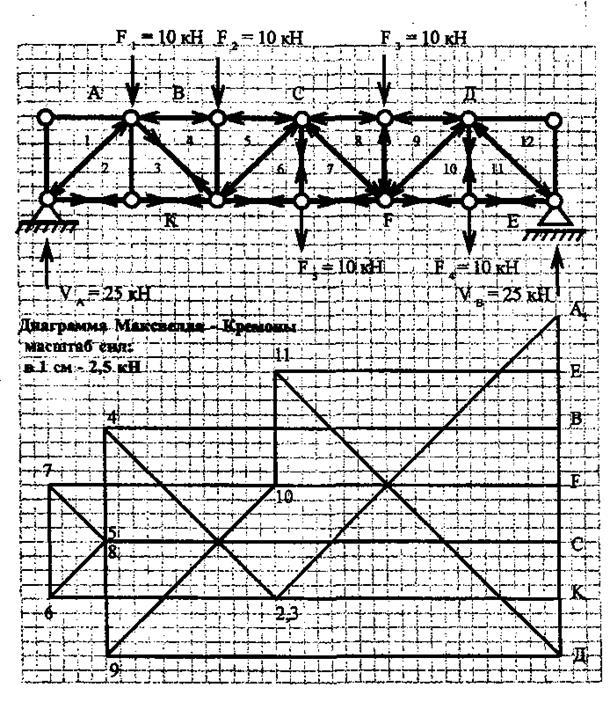 F1 = 10 кН F2 = 10 кН F3 = 10 кН
А В С Д
1 4 5 8 9 12
2 3 6 7 10 11
К F Е
F5 = 10 кН F4 = 10 кН
VA = 25 кН VB = 25 кН
Диаграмма Максвелла - Кремоны
масштаб сил:
в 1 см - 2,5 кН
А1
11 Е
4 В
7 10 F
5
8 С
6 2,3 К
9 Д